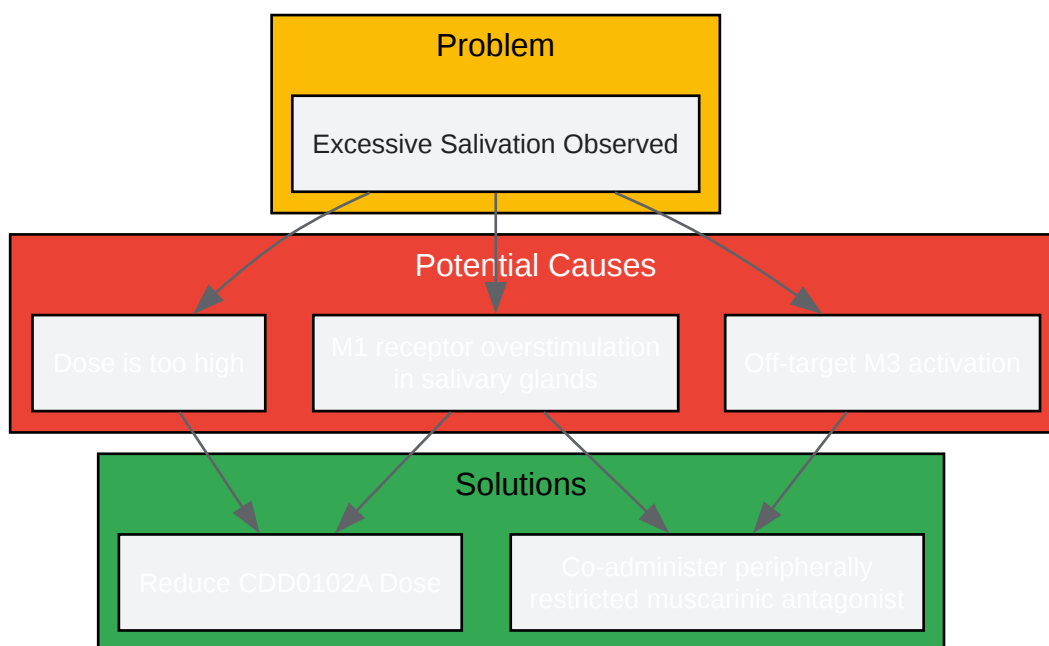 Problem
Excessive Salivation Observed
Potential Causes
Dose is too high
M1 receptor overstimulation
in salivary glands
Off-target M3 activation
Solutions
Reduce CDD0102A Dose
Co-administer peripherally
restricted muscarinic antagonist